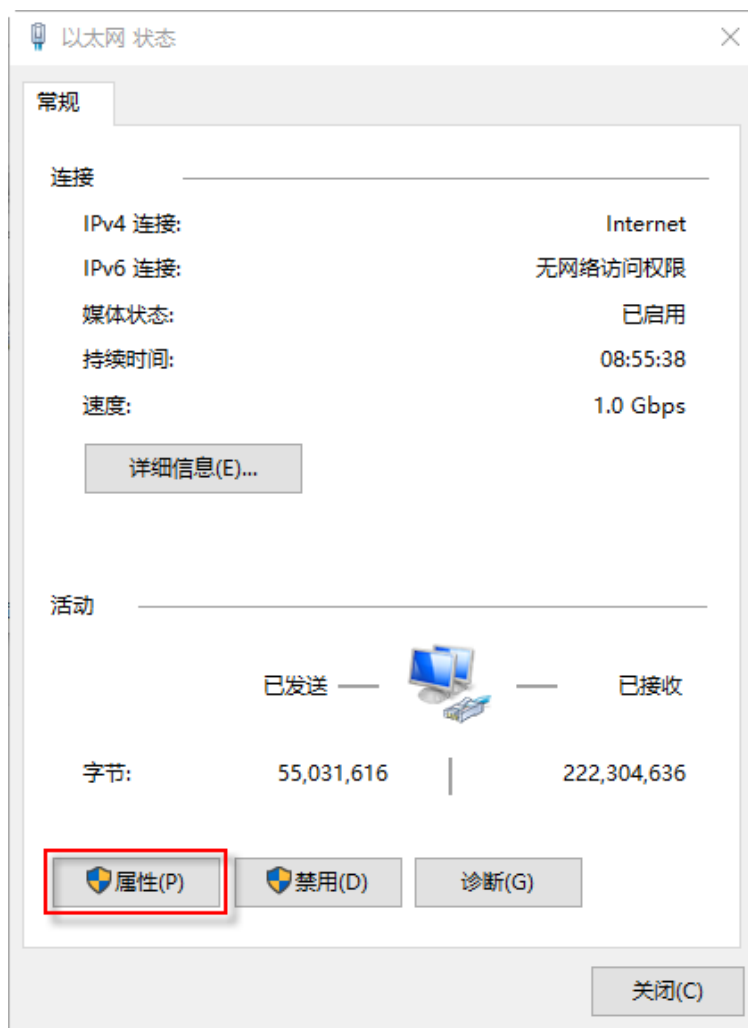 以太网 状态
常规
连接
IPv4 连接: Internet
IPv6 连接: 无网络访问权限
媒体状态: 已启用
持续时间: 08:55:38
速度: 1.0 Gbps
详细信息(E)...
活动
已发送 已接收
字节: 55,031,616 222,304,636
属性(P) 禁用(D) 诊断(G)
关闭(C)